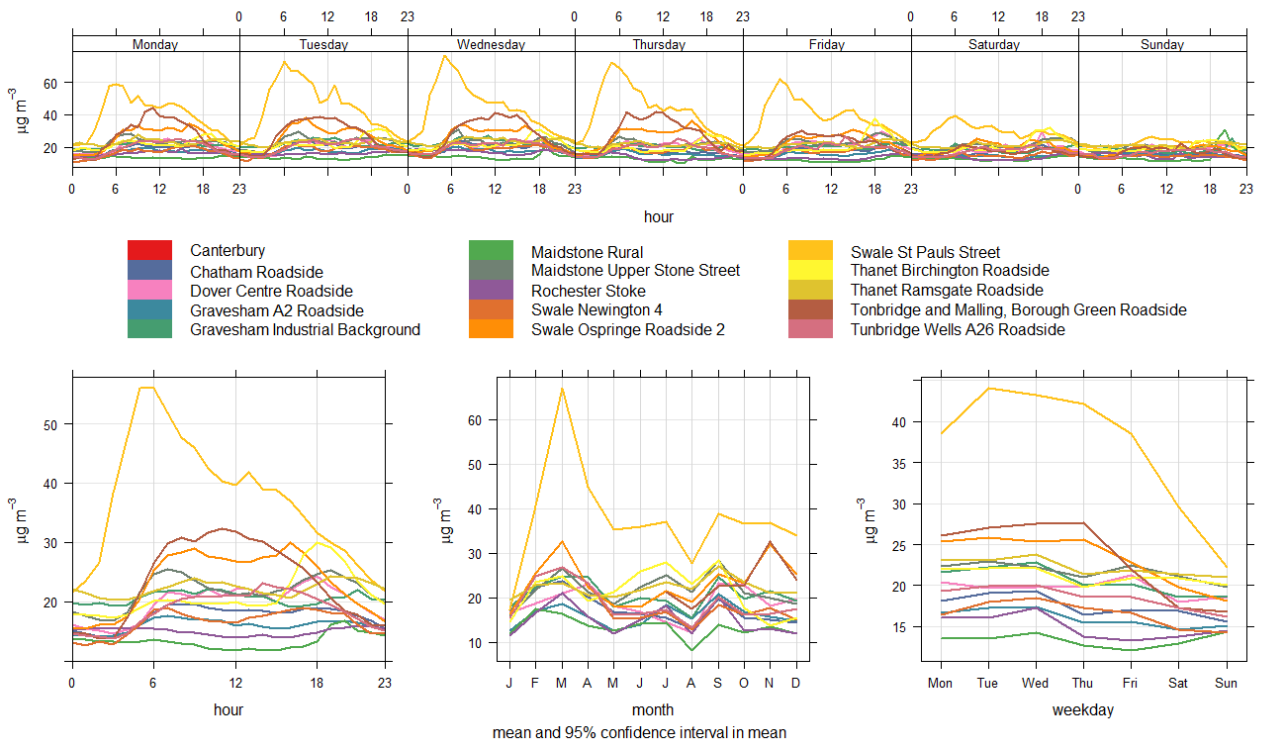 0 6 12 18 23 0 6 12 18 23 0 6 12 18 23
Monday Tuesday Wednesday Thursday Friday Saturday Sunday
µg m⁻³
60
40
20
0 6 12 18 23 0 6 12 18 23 0 6 12 18 23 0 6 12 18 23
hour
Canterbury
Chatham Roadside
Dover Centre Roadside
Gravesham A2 Roadside
Gravesham Industrial Background
Maidstone Rural
Maidstone Upper Stone Street
Rochester Stoke
Swale Newington 4
Swale Ospringe Roadside 2
Swale St Pauls Street
Thanet Birchington Roadside
Thanet Ramsgate Roadside
Tonbridge and Malling, Borough Green Roadside
Tunbridge Wells A26 Roadside
µg m⁻³
50
40
30
20
0 6 12 18 23
hour
µg m⁻³
60
50
40
30
20
10
J F M A M J J A S O N D
month
µg m⁻³
40
35
30
25
20
15
Mon Tue Wed Thu Fri Sat Sun
weekday
mean and 95% confidence interval in mean